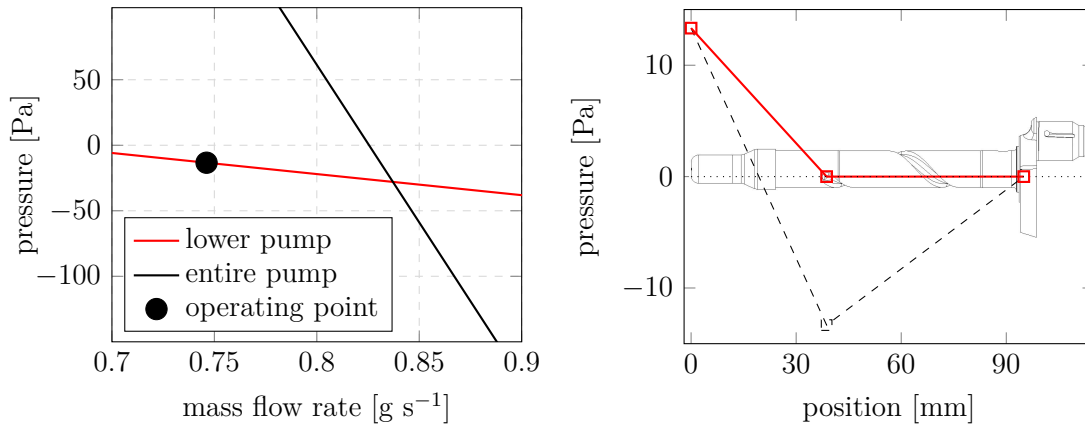 pressure [Pa]
50
0
−50
−100
lower pump
entire pump
operating point
0.7
0.75
0.8
0.85
0.9
mass flow rate [g s⁻¹]
pressure [Pa]
10
0
−10
0
30
60
90
position [mm]